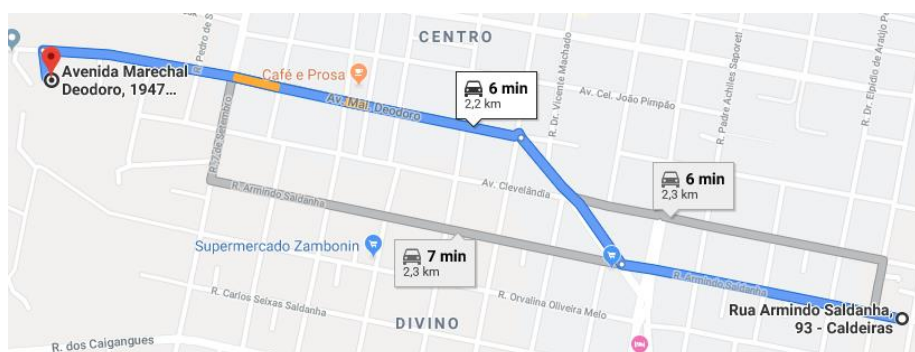 CENTRO
R. Pedro de S
R. Dr. Vicente Machado
R. Padre Achiles Saporeti
R. Dr. Elpídio de Araújo Pe
Avenida Marechal
Deodoro, 1947...
Café e Prosa
6 min
2,2 km
Av. Cel. João Pimpão
Av. Mal. Deodoro
R. 7 de Setembro
Av. Clevelândia
6 min
2,3 km
R. Armindo Saldanha
Supermercado Zambonin
7 min
2,3 km
R. Armindo Saldanha
R. Carlos Seixas Saldanha
R. Orvalina Oliveira Melo
Rua Armindo Saldanha,
93 - Caldeiras
DIVINO
R. dos Caigangues